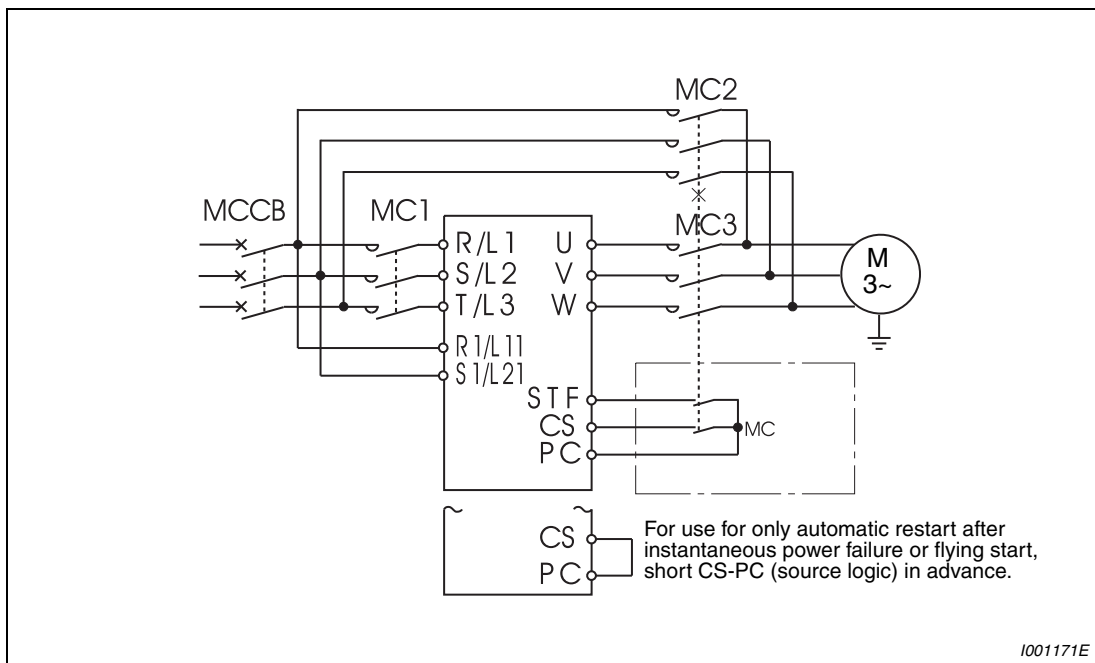 MC2
MCCB
MC1
MC3
R/L1
U
S/L2
V
T/L3
W
M
3~
R1/L11
S1/L21
STF
CS
MC
PC
CS
PC
For use for only automatic restart after
instantaneous power failure or flying start,
short CS-PC (source logic) in advance.
I001171E